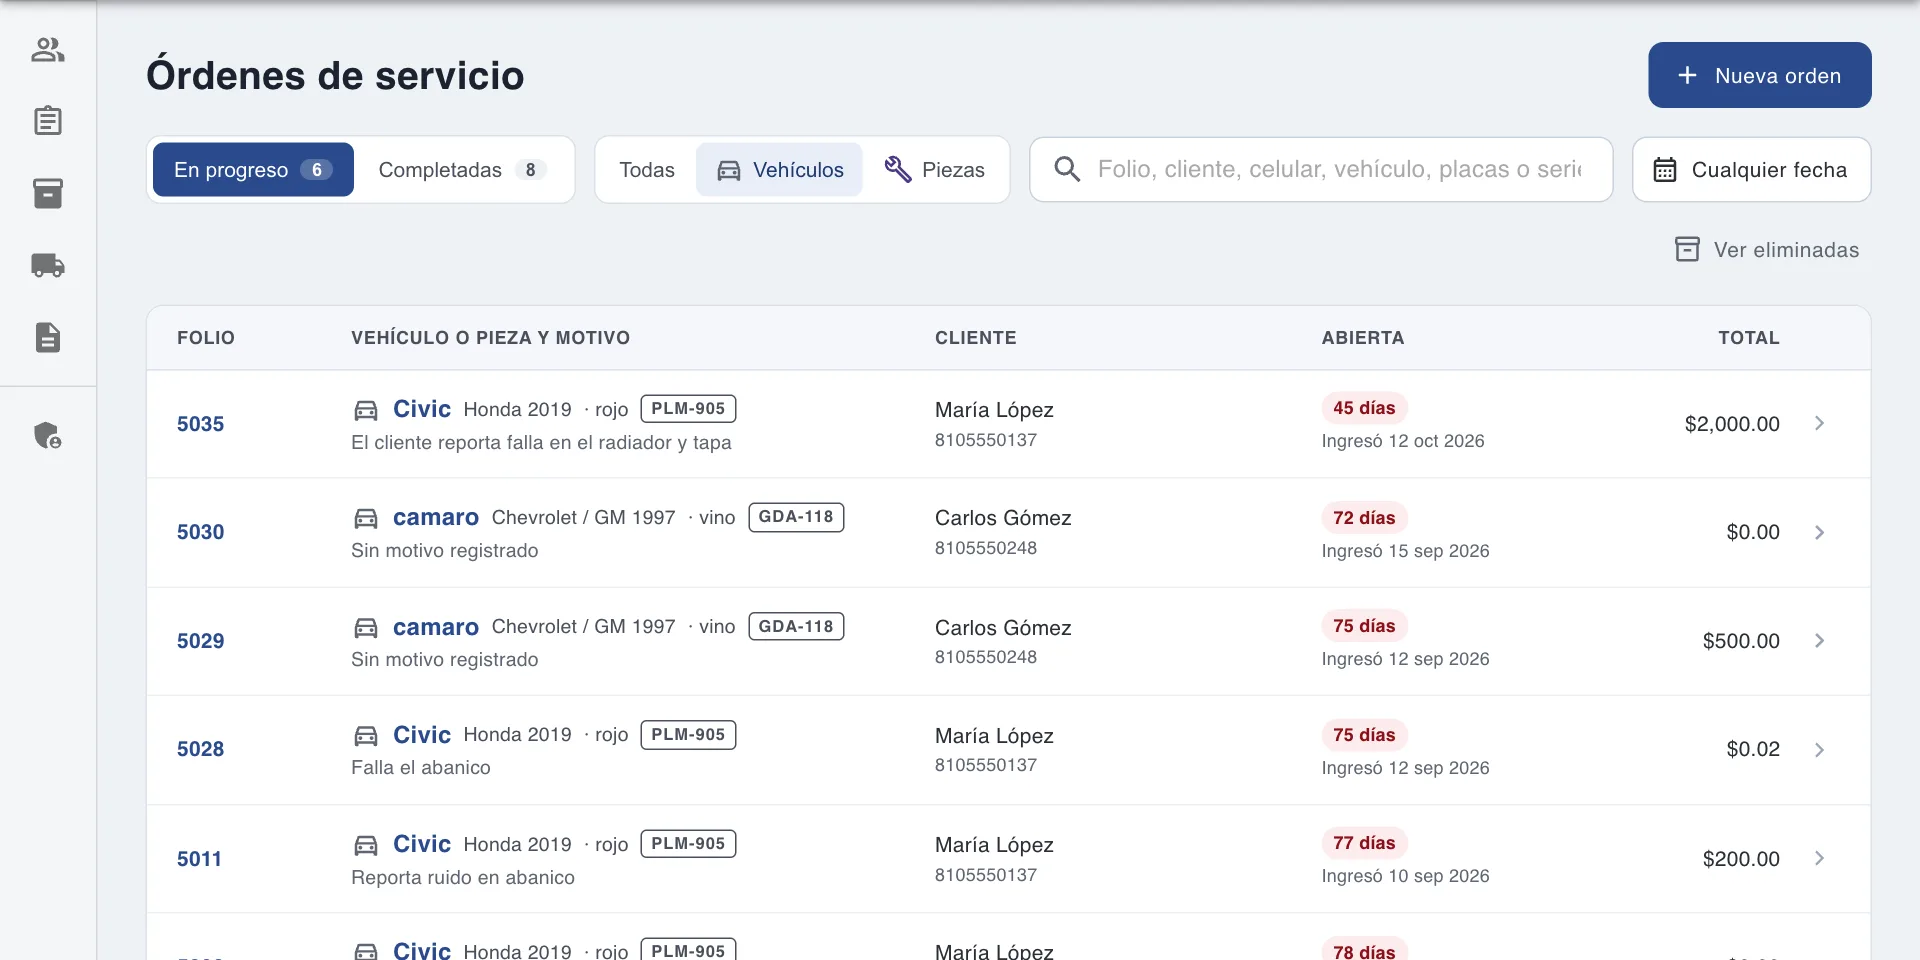 Órdenes de servicio
+ Nueva orden
En progreso 6
Completadas 8
Todas
Vehículos
Piezas
Folio, cliente, celular, vehículo, placas o serie
Cualquier fecha
Ver eliminadas
FOLIO VEHÍCULO O PIEZA Y MOTIVO CLIENTE ABIERTA TOTAL
5035 Civic Honda 2019 · rojo PLM-905 María López 45 días $2,000.00
El cliente reporta falla en el radiador y tapa 8105550137 Ingresó 12 oct 2026
5030 camaro Chevrolet / GM 1997 · vino GDA-118 Carlos Gómez 72 días $0.00
Sin motivo registrado 8105550248 Ingresó 15 sep 2026
5029 camaro Chevrolet / GM 1997 · vino GDA-118 Carlos Gómez 75 días $500.00
Sin motivo registrado 8105550248 Ingresó 12 sep 2026
5028 Civic Honda 2019 · rojo PLM-905 María López 75 días $0.02
Falla el abanico 8105550137 Ingresó 12 sep 2026
5011 Civic Honda 2019 · rojo PLM-905 María López 77 días $200.00
Reporta ruido en abanico 8105550137 Ingresó 10 sep 2026
Civic Honda 2019 · rojo PLM-905 María López 78 días